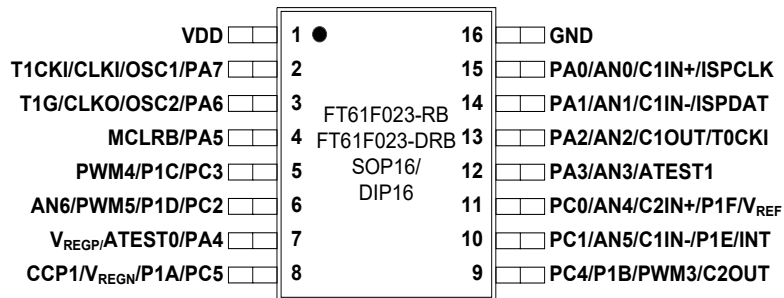 VDD 1 16 GND
T1CKI/CLKI/OSC1/PA7 2 15 PA0/AN0/C1IN+/ISPCLK
T1G/CLKO/OSC2/PA6 3 14 PA1/AN1/C1IN-/ISPDAT
FT61F023-RB
MCLRB/PA5 4 FT61F023-DRB 13 PA2/AN2/C1OUT/T0CKI
SOP16/
PWM4/P1C/PC3 5 12 PA3/AN3/ATEST1
DIP16
AN6/PWM5/P1D/PC2 6 11 PC0/AN4/C2IN+/P1F/VREF
VREGP/ATEST0/PA4 7 10 PC1/AN5/C1IN-/P1E/INT
CCP1/VREGN/P1A/PC5 8 9 PC4/P1B/PWM3/C2OUT